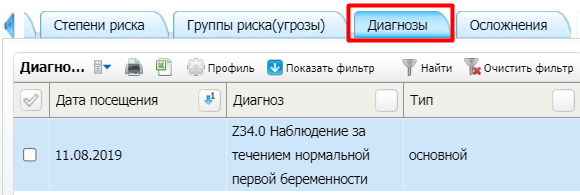 Степени риска Группы риска(угрозы) Диагнозы Осложнения
Диагно... Профиль Показать фильтр Найти Очистить фильтр
Дата посещения 1 Диагноз Тип
Z34.0 Наблюдение за
11.08.2019 течением нормальной основной
первой беременности